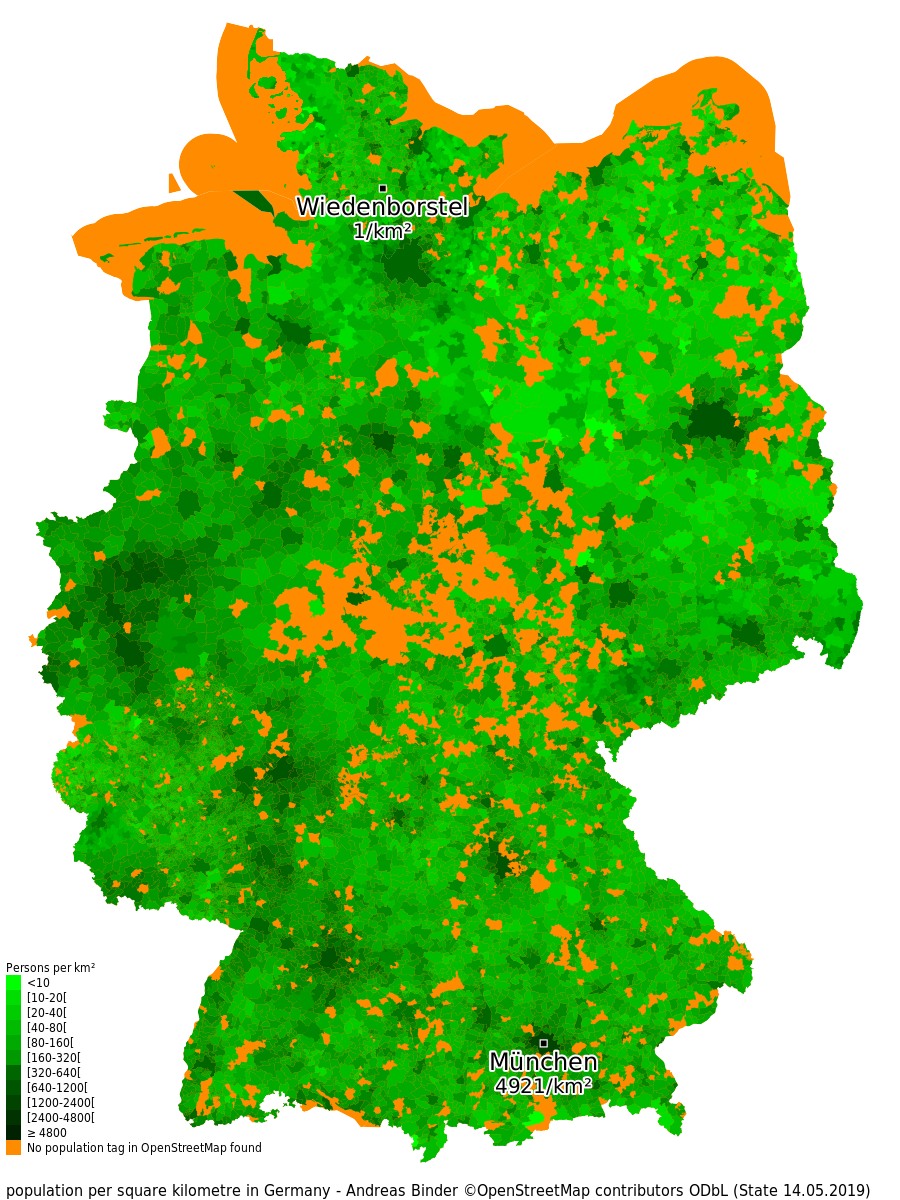 Wiedenborstel
1/km²
Persons per km²
<10
[10-20[
[20-40[
[40-80[
[80-160[
[160-320[
[320-640[
[640-1200[
[1200-2400[
[2400-4800[
≥ 4800
No population tag in OpenStreetMap found
München
4921/km²
population per square kilometre in Germany - Andreas Binder ©OpenStreetMap contributors ODbL (State 14.05.2019)